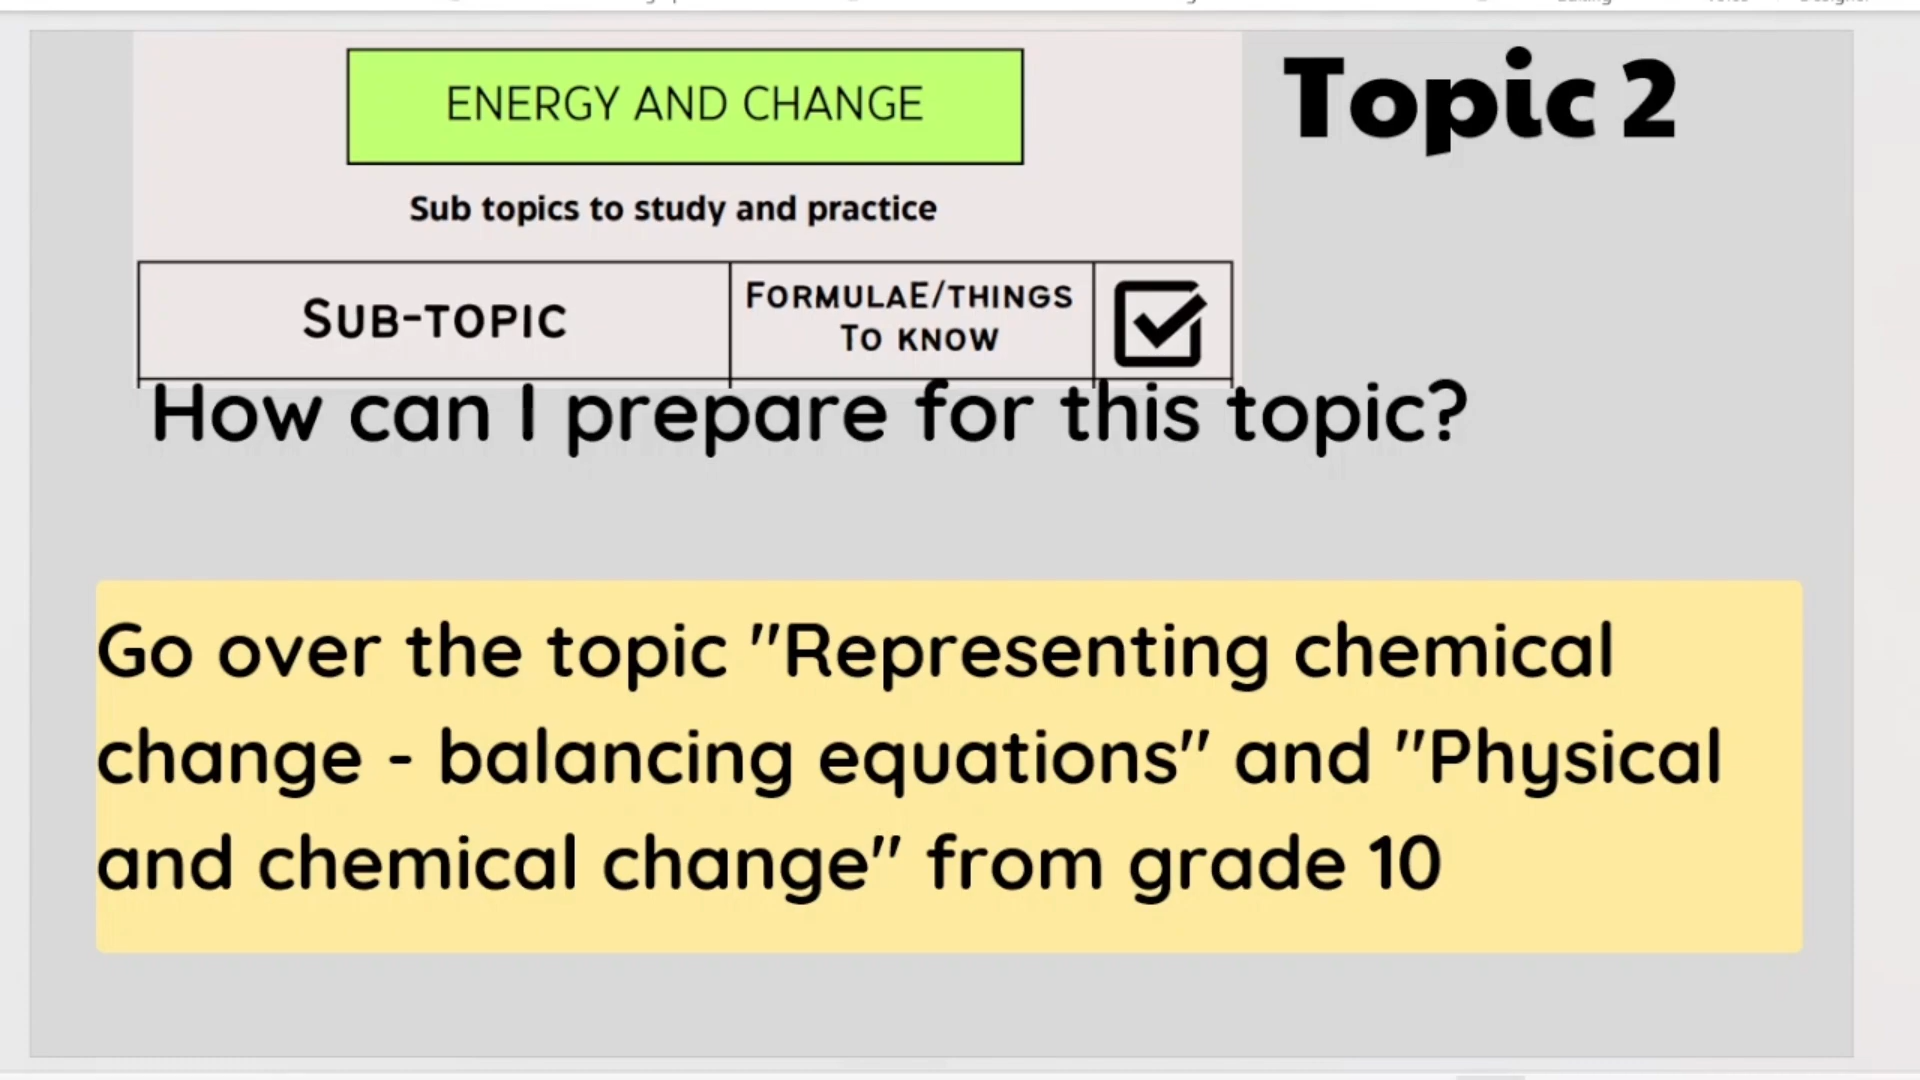 ENERGY AND CHANGE
Topic 2
Sub topics to study and practice
SUB-TOPIC
FORMULAE/THINGS
TO KNOW
How can I prepare for this topic?
Go over the topic "Representing chemical
change - balancing equations" and "Physical
and chemical change" from grade 10